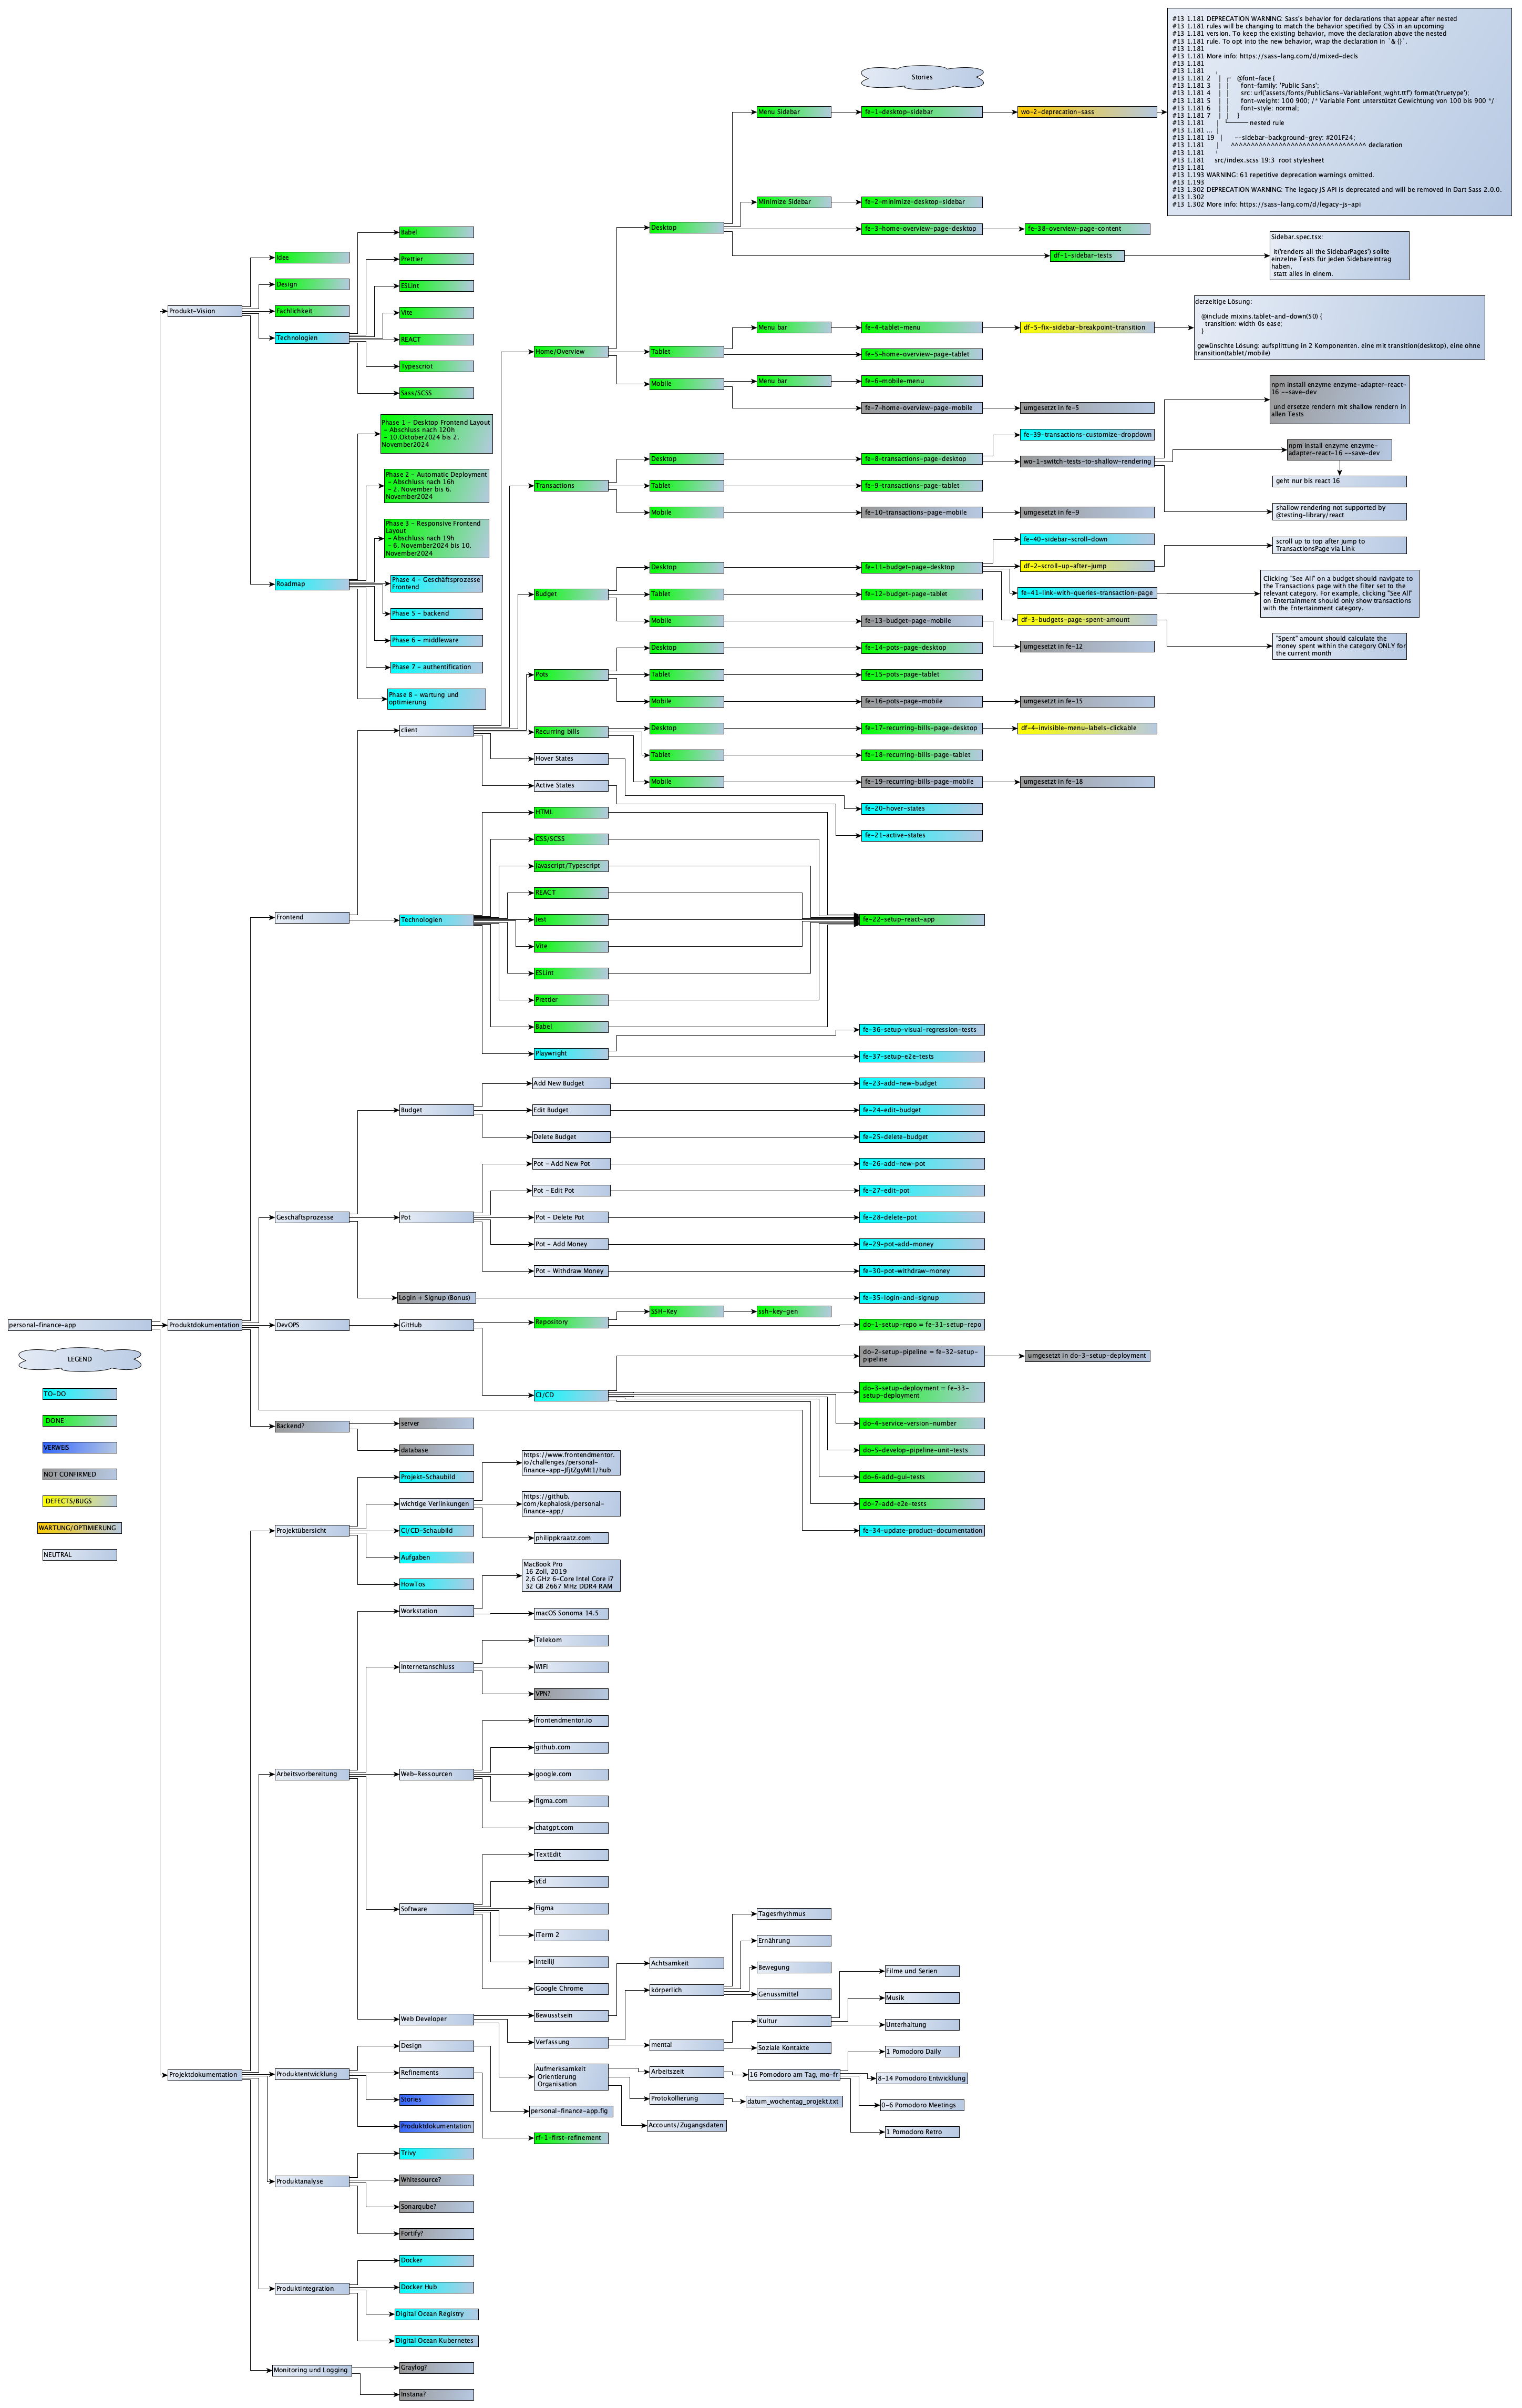 #13 1.181 DEPRECATION WARNING: Sass's behavior for declarations that appear after nested
#13 1.181 rules will be changing to match the behavior specified by CSS in an upcoming
#13 1.181 version. To keep the existing behavior, move the declaration above the nested
#13 1.181 rule. To opt into the new behavior, wrap the declaration in `& {}`.
#13 1.181
#13 1.181 More info: https://sass-lang.com/d/mixed-decls
#13 1.181
#13 1.181
#13 1.181 2 │ ┌ @font-face {
#13 1.181 3 │ │ font-family: 'Public Sans';
#13 1.181 4 │ │ src: url('assets/fonts/PublicSans-VariableFont_wght.ttf') format('truetype');
#13 1.181 5 │ │ font-weight: 100 900; /* Variable Font unterstützt Gewichtung von 100 bis 900 */
#13 1.181 6 │ │ font-style: normal;
#13 1.181 7 │ │ }
#13 1.181 │ └─── nested rule
#13 1.181 ... │
#13 1.181 19 │ --sidebar-background-grey: #201F24;
#13 1.181 │ ^^^^^^^^^^^^^^^^^^^^^^^^^^^^^^^^^^ declaration
#13 1.181
#13 1.181 src/index.scss 19:3 root stylesheet
#13 1.181
#13 1.193 WARNING: 61 repetitive deprecation warnings omitted.
#13 1.193
#13 1.302 DEPRECATION WARNING: The legacy JS API is deprecated and will be removed in Dart Sass 2.0.0.
#13 1.302
#13 1.302 More info: https://sass-lang.com/d/legacy-js-api
Stories
Menu Sidebar
fe-1-desktop-sidebar
wo-2-deprecation-sass
Minimize Sidebar
fe-2-minimize-desktop-sidebar
Desktop
fe-3-home-overview-page-desktop
fe-38-overview-page-content
df-1-sidebar-tests
Sidebar.spec.tsx:
it('renders all the SidebarPages') sollte
einzelne Tests für jeden Sidebareintrag
haben,
statt alles in einem.
Babel
Idee
Prettier
Design
ESLint
Produkt-Vision
Fachlichkeit
Vite
Technologien
REACT
Typescriot
Sass/SCSS
derzeitige Lösung:
@include mixins.tablet-and-down(50) {
transition: width 0s ease;
}
gewünschte Lösung: aufsplittung in 2 Komponenten. eine mit transition(desktop), eine ohne
transition(tablet/mobile)
Menu bar
fe-4-tablet-menu
df-5-fix-sidebar-breakpoint-transition
Home/Overview
Tablet
fe-5-home-overview-page-tablet
Mobile
Menu bar
fe-6-mobile-menu
fe-7-home-overview-page-mobile
umgesetzt in fe-5
npm install enzyme enzyme-adapter-react-
16 --save-dev
und ersetze rendern mit shallow rendern in
allen Tests
Phase 1 - Desktop Frontend Layout
- Abschluss nach 120h
- 10.Oktober2024 bis 2.
November2024
fe-39-transactions-customize-dropdown
Desktop
fe-8-transactions-page-desktop
wo-1-switch-tests-to-shallow-rendering
npm install enzyme enzyme-
adapter-react-16 --save-dev
geht nur bis react 16
Phase 2 - Automatic Deployment
- Abschluss nach 16h
- 2. November bis 6.
November2024
Transactions
Tablet
fe-9-transactions-page-tablet
Mobile
fe-10-transactions-page-mobile
umgesetzt in fe-9
shallow rendering not supported by
@testing-library/react
Phase 3 - Responsive Frontend
Layout
- Abschluss nach 19h
- 6. November2024 bis 10.
November2024
fe-40-sidebar-scroll-down
scroll up to top after jump to
TransactionsPage via Link
Desktop
fe-11-budget-page-desktop
df-2-scroll-up-after-jump
Roadmap
Phase 4 - Geschäftsprozesse
Frontend
Budget
Tablet
fe-12-budget-page-tablet
fe-41-link-with-queries-transaction-page
Clicking "See All" on a budget should navigate to
the Transactions page with the filter set to the
relevant category. For example, clicking "See All"
on Entertainment should only show transactions
with the Entertainment category.
Phase 5 - backend
Mobile
fe-13-budget-page-mobile
df-3-budgets-page-spent-amount
Phase 6 - middleware
Desktop
fe-14-pots-page-desktop
umgesetzt in fe-12
"Spent" amount should calculate the
money spent within the category ONLY for
the current month
Phase 7 - authentification
Pots
Tablet
fe-15-pots-page-tablet
Phase 8 - wartung und
optimierung
Mobile
fe-16-pots-page-mobile
umgesetzt in fe-15
client
Recurring bills
Desktop
fe-17-recurring-bills-page-desktop
df-4-invisible-menu-labels-clickable
Hover States
Tablet
fe-18-recurring-bills-page-tablet
Active States
Mobile
fe-19-recurring-bills-page-mobile
umgesetzt in fe-18
HTML
fe-20-hover-states
CSS/SCSS
fe-21-active-states
Javascript/Typescript
REACT
Frontend
Technologien
Jest
fe-22-setup-react-app
Vite
ESLint
Prettier
Babel
fe-36-setup-visual-regression-tests
Playwright
fe-37-setup-e2e-tests
Add New Budget
fe-23-add-new-budget
Budget
Edit Budget
fe-24-edit-budget
Delete Budget
fe-25-delete-budget
Pot - Add New Pot
fe-26-add-new-pot
Pot - Edit Pot
fe-27-edit-pot
Geschäftsprozesse
Pot
Pot - Delete Pot
fe-28-delete-pot
Pot - Add Money
fe-29-pot-add-money
Pot - Withdraw Money
fe-30-pot-withdraw-money
Login + Signup (Bonus)
fe-35-login-and-signup
personal-finance-app
Produktdokumentation
DevOPS
GitHub
Repository
SSH-Key
ssh-key-gen
do-1-setup-repo = fe-31-setup-repo
do-2-setup-pipeline = fe-32-setup-
pipeline
umgesetzt in do-3-setup-deployment
LEGEND
CI/CD
do-3-setup-deployment = fe-33-
setup-deployment
TO-DO
DONE
Backend?
server
do-4-service-version-number
VERWEIS
database
do-5-develop-pipeline-unit-tests
NOT CONFIRMED
Projekt-Schaubild
https://www.frontendmentor.
io/challenges/personal-
finance-app-JfjtZgyMt1/hub
do-6-add-gui-tests
DEFECTS/BUGS
wichtige Verlinkungen
https://github.
com/kephalosk/personal-
finance-app/
do-7-add-e2e-tests
WARTUNG/OPTIMIERUNG
Projektübersicht
CI/CD-Schaubild
philippkraatz.com
fe-34-update-product-documentation
NEUTRAL
Aufgaben
HowTos
MacBook Pro
16 Zoll, 2019
2,6 GHz 6-Core Intel Core i7
32 GB 2667 MHz DDR4 RAM
Workstation
macOS Sonoma 14.5
Telekom
Internetanschluss
WIFI
VPN?
frontendmentor.io
github.com
Arbeitsvorbereitung
Web-Ressourcen
google.com
figma.com
chatgpt.com
TextEdit
yEd
Software
Figma
iTerm 2
IntelliJ
Google Chrome
Tagesrhythmus
Ernährung
Achtsamkeit
Bewegung
Filme und Serien
körperlich
Genussmittel
Musik
Web Developer
Bewusstsein
Kultur
Unterhaltung
Verfassung
mental
Soziale Kontakte
1 Pomodoro Daily
Design
Projektdokumentation
Produktentwicklung
Refinements
Aufmerksamkeit
Orientierung
Organisation
Arbeitszeit
16 Pomodoro am Tag, mo-fr
8-14 Pomodoro Entwicklung
Stories
Protokollierung
datum_wochentag_projekt.txt
0-6 Pomodoro Meetings
personal-finance-app.fig
Produktdokumentation
Accounts/Zugangsdaten
1 Pomodoro Retro
rf-1-first-refinement
Trivy
Produktanalyse
Whitesource?
Sonarqube?
Fortify?
Docker
Produktintegration
Docker Hub
Digital Ocean Registry
Digital Ocean Kubernetes
Monitoring und Logging
Graylog?
Instana?